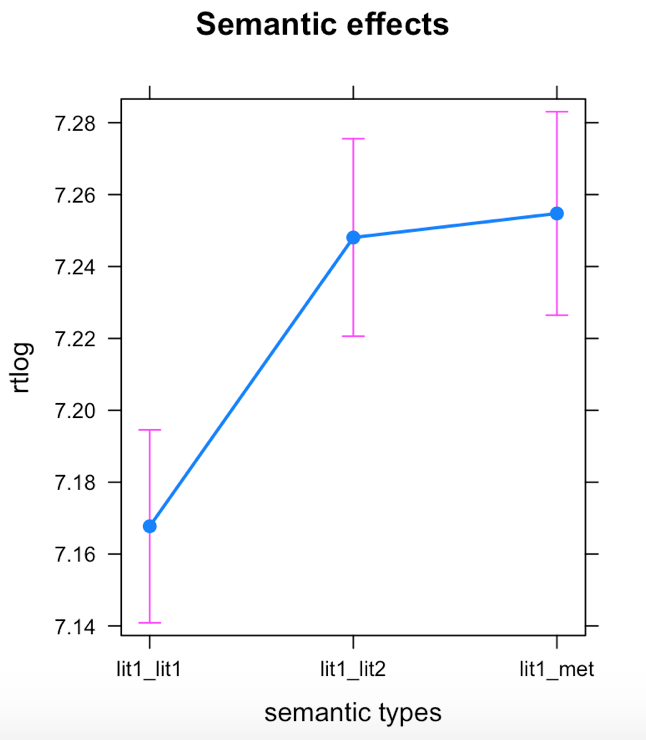 Semantic effects
7.28
7.26
7.24
7.22
7.20
7.18
7.16
7.14
rtlog
lit1_lit1 lit1_lit2 lit1_met
semantic types